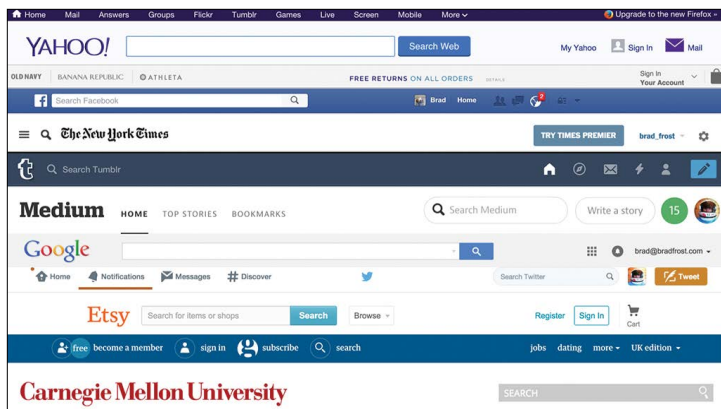 Home Mail Answers Groups Flickr Tumblr Games Live Screen Mobile More Upgrade to the new Firefox »
YAHOO! Search Web My Yahoo Sign In Mail
OLD NAVY BANANA REPUBLIC ATHLETA FREE RETURNS ON ALL ORDERS DETAILS Sign In
Your Account
f Search Facebook Brad Home 2
The New York Times TRY TIMES PREMIER brad_frost
t Search Tumblr
Medium HOME TOP STORIES BOOKMARKS Search Medium Write a story 15
Google brad@bradfrost.com
Home Notifications Messages # Discover Search Twitter Tweet
Etsy Search for items or shops Search Browse Register Sign In Cart
free become a member sign in subscribe search jobs dating more UK edition
Carnegie Mellon University SEARCH